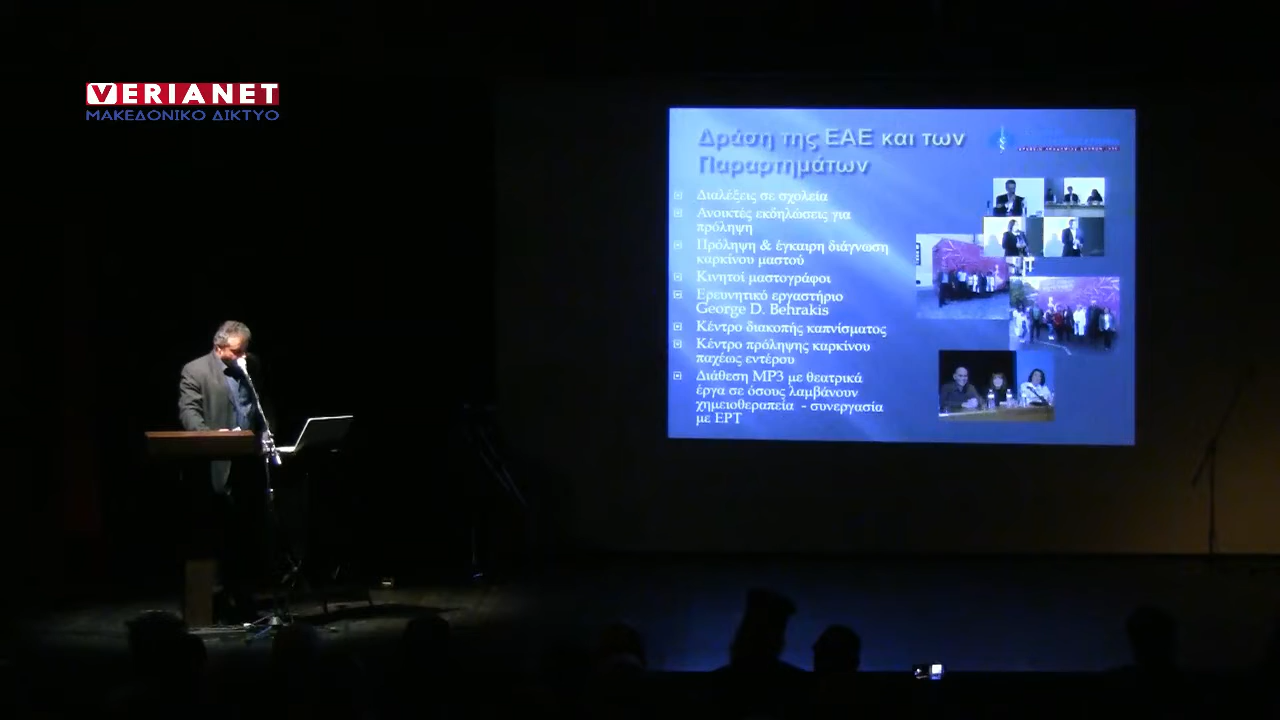 VERIANET
ΜΑΚΕΔΟΝΙΚΟ ΔΙΚΤΥΟ
Δράση της ΕΑΕ και των
Παραρτημάτων
Διαλέξεις σε σχολεία
Ανοικτές εκδηλώσεις για
πρόληψη
Πρόληψη & έγκαιρη διάγνωση
καρκίνου μαστού
Κινητοί μαστογράφοι
Ερευνητικό εργαστήριο
George D. Behrakis
Κέντρο διακοπής καπνίσματος
Κέντρο πρόληψης καρκίνου
παχέως εντέρου
Διάθεση MP3 με θεατρικά
έργα σε όσους λαμβάνουν
χημειοθεραπεία - συνεργασία
με ΕΡΤ